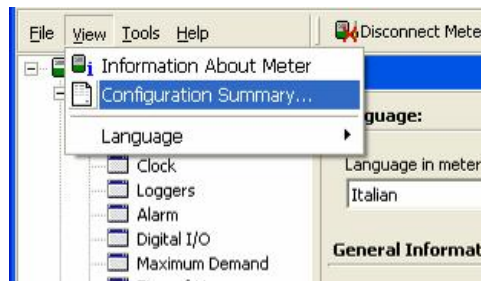 File View Tools Help Disconnect Mete
Information About Meter
Configuration Summary...
guage:
Language
Language in meter
Clock
Italian
Loggers
Alarm
Digital I/O
General Informat
Maximum Demand